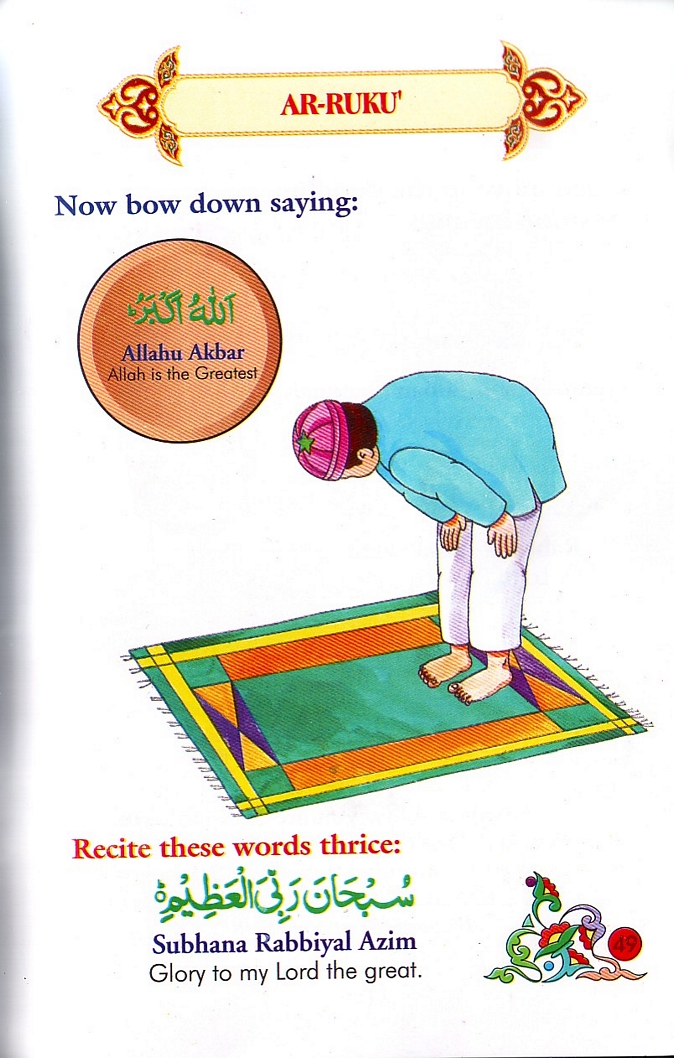 AR-RUKU'
Now bow down saying:
اَللّٰهُ اَكْبَرُ ؕ
Allahu Akbar
Allah is the Greatest
Recite these words thrice:
سُبْحَانَ رَبِّىَ الْعَظِيْمِ ؕ
Subhana Rabbiyal Azim
Glory to my Lord the great.
49